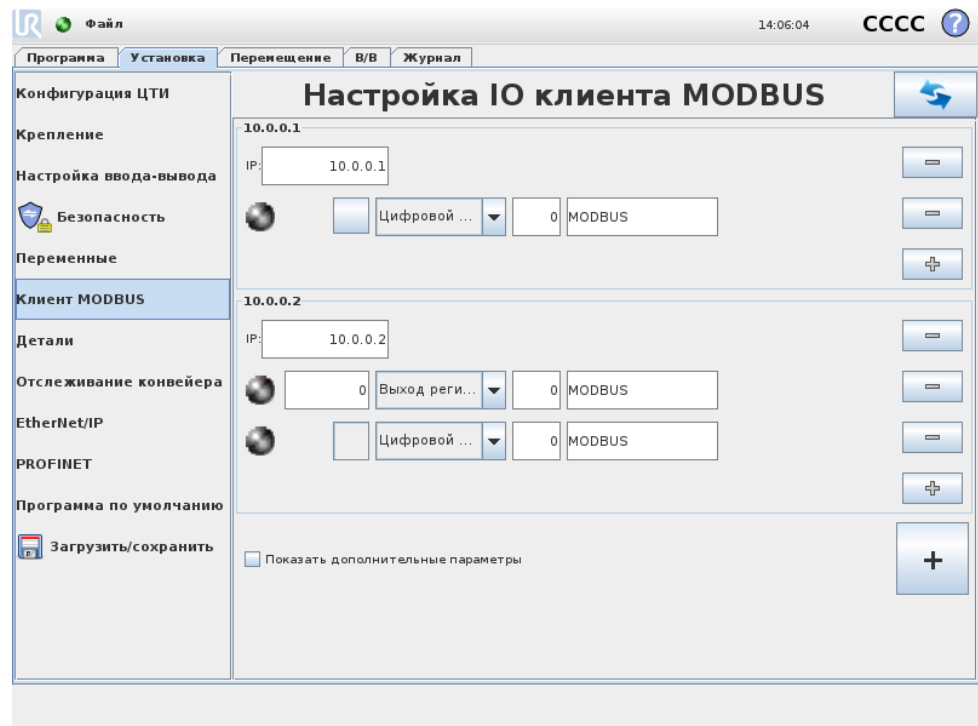 UR Файл 14:06:04 CCCC ?
Программа Установка Перемещение В/В Журнал
Конфигурация ЦТИ
Крепление
Настройка ввода-вывода
Безопасность
Переменные
Клиент MODBUS
Детали
Отслеживание конвейера
EtherNet/IP
PROFINET
Программа по умолчанию
Загрузить/сохранить
Настройка IO клиента MODBUS
10.0.0.1
IP: 10.0.0.1
Цифровой ... 0 MODBUS
10.0.0.2
IP: 10.0.0.2
0 Выход реги... 0 MODBUS
Цифровой ... 0 MODBUS
Показать дополнительные параметры